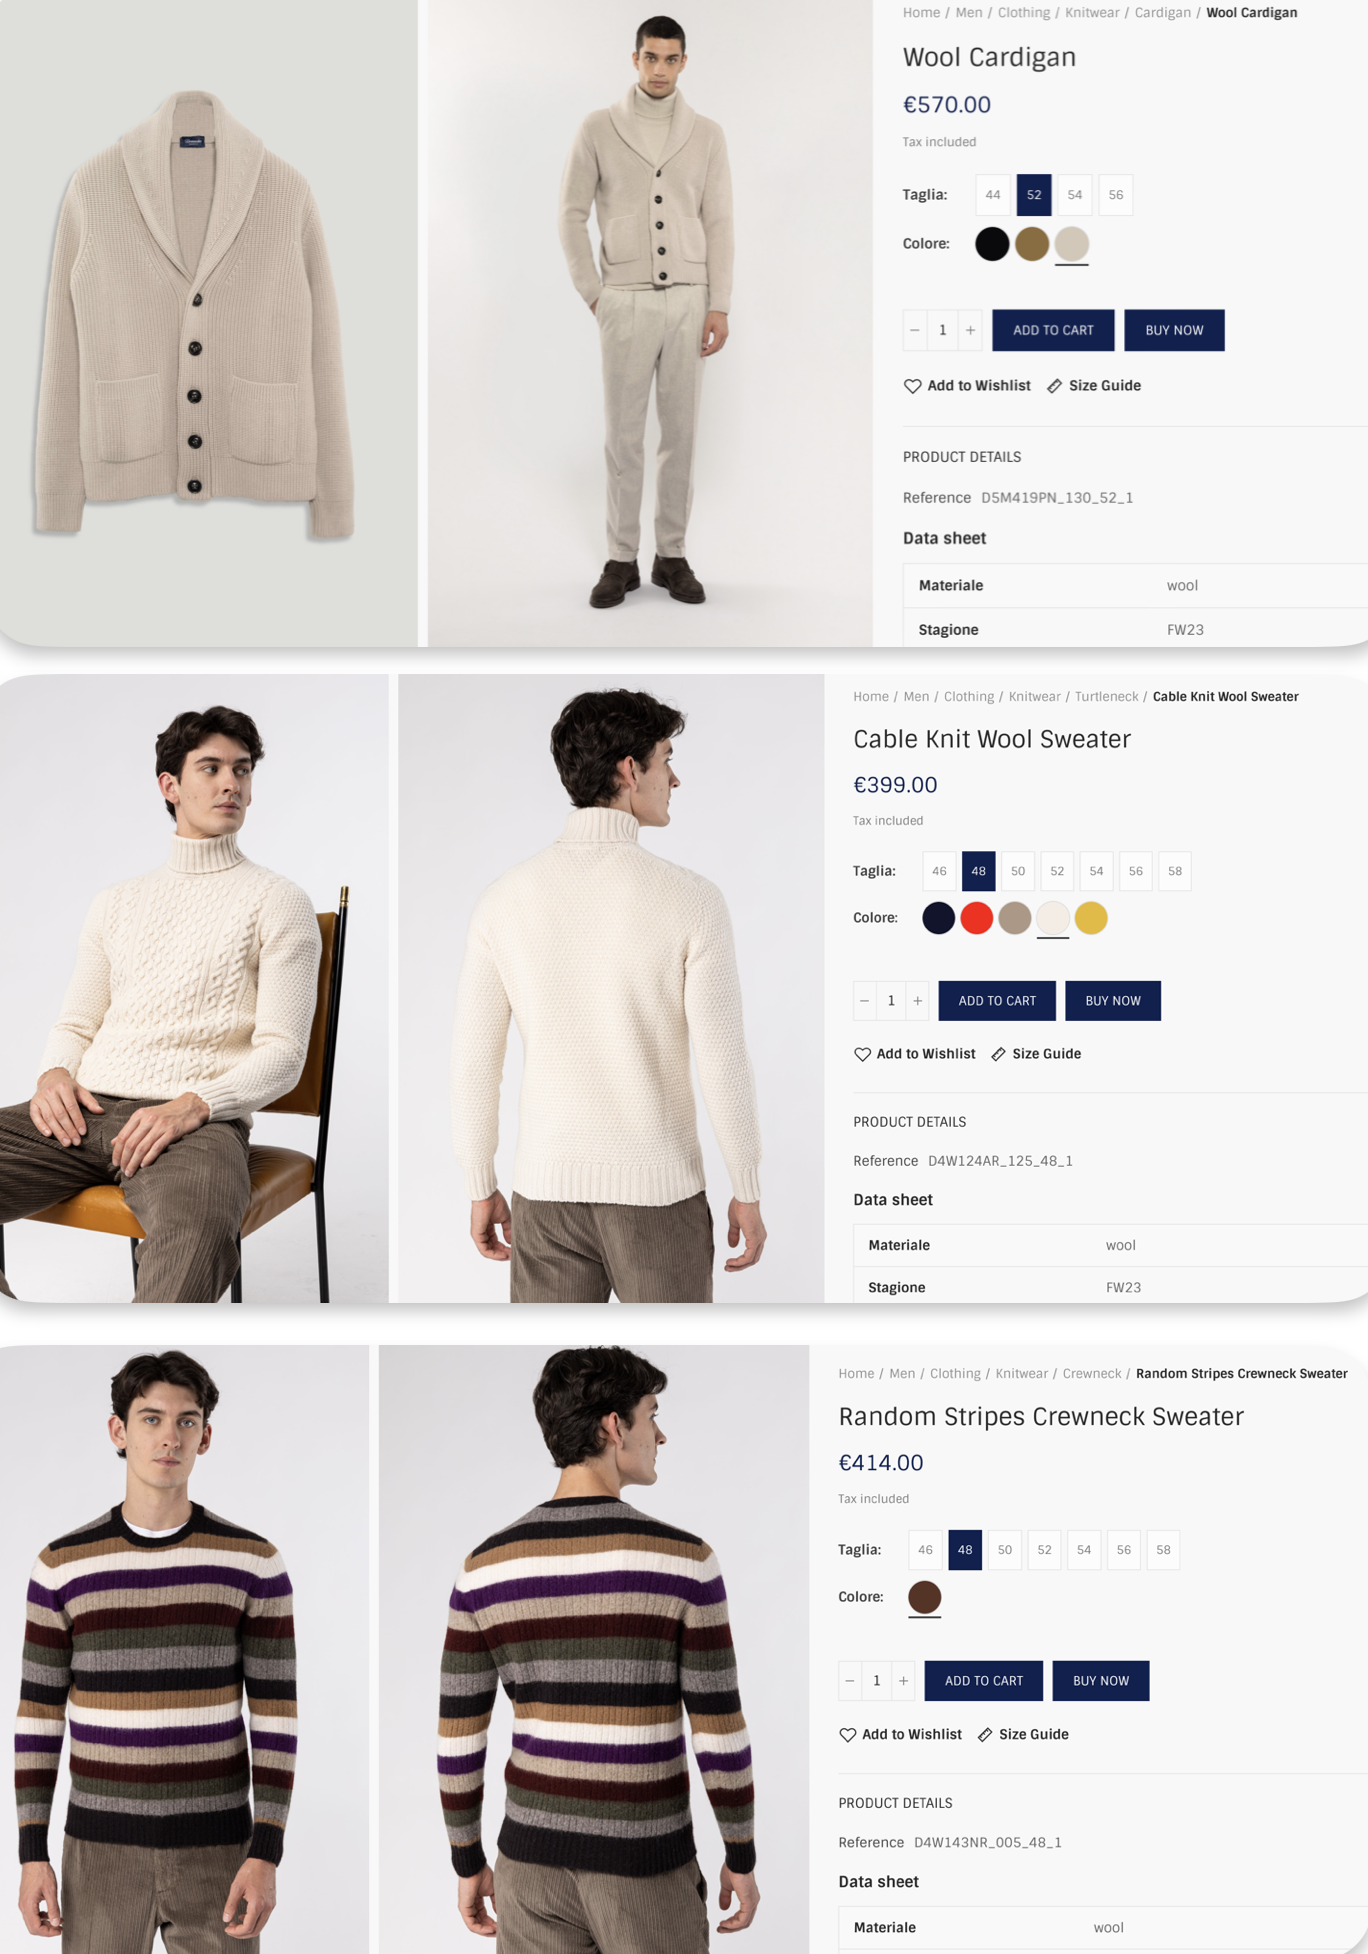 Home / Men / Clothing / Knitwear / Cardigan / Wool Cardigan
Wool Cardigan
€570.00
Tax included
Taglia: 44 52 54 56
Colore:
− 1 + ADD TO CART BUY NOW
Add to Wishlist Size Guide
PRODUCT DETAILS
Reference D5M419PN_130_52_1
Data sheet
Materiale wool
Stagione FW23
Home / Men / Clothing / Knitwear / Turtleneck / Cable Knit Wool Sweater
Cable Knit Wool Sweater
€399.00
Tax included
Taglia: 46 48 50 52 54 56 58
Colore:
− 1 + ADD TO CART BUY NOW
Add to Wishlist Size Guide
PRODUCT DETAILS
Reference D4W124AR_125_48_1
Data sheet
Materiale wool
Stagione FW23
Home / Men / Clothing / Knitwear / Crewneck / Random Stripes Crewneck Sweater
Random Stripes Crewneck Sweater
€414.00
Tax included
Taglia: 46 48 50 52 54 56 58
Colore:
− 1 + ADD TO CART BUY NOW
Add to Wishlist Size Guide
PRODUCT DETAILS
Reference D4W143NR_005_48_1
Data sheet
Materiale wool